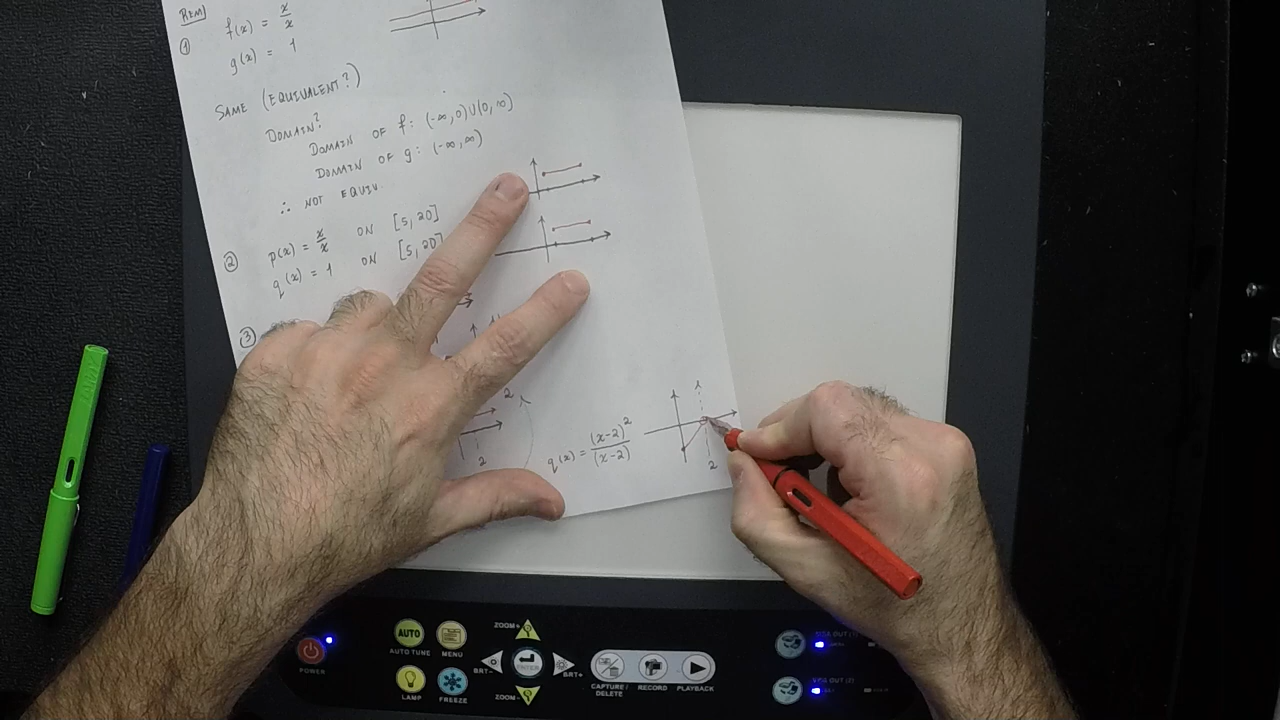 REM
① f(x) = x/x
g(x) = 1
SAME (EQUIVALENT?)
DOMAIN?
DOMAIN OF f: (-∞,0)∪(0,∞)
DOMAIN OF g: (-∞,∞)
∴ NOT EQUIV.
② p(x) = x/x ON [5,20]
q(x) = 1 ON [5,20]
③
2
2
q(x) = (x-2)²/(x-2)
2
LAMY
POWER
AUTO
AUTO TUNE
MENU
LAMP
FREEZE
ZOOM+
BRT-
ENTER
BRT+
ZOOM-
CAPTURE/
DELETE
RECORD
PLAYBACK